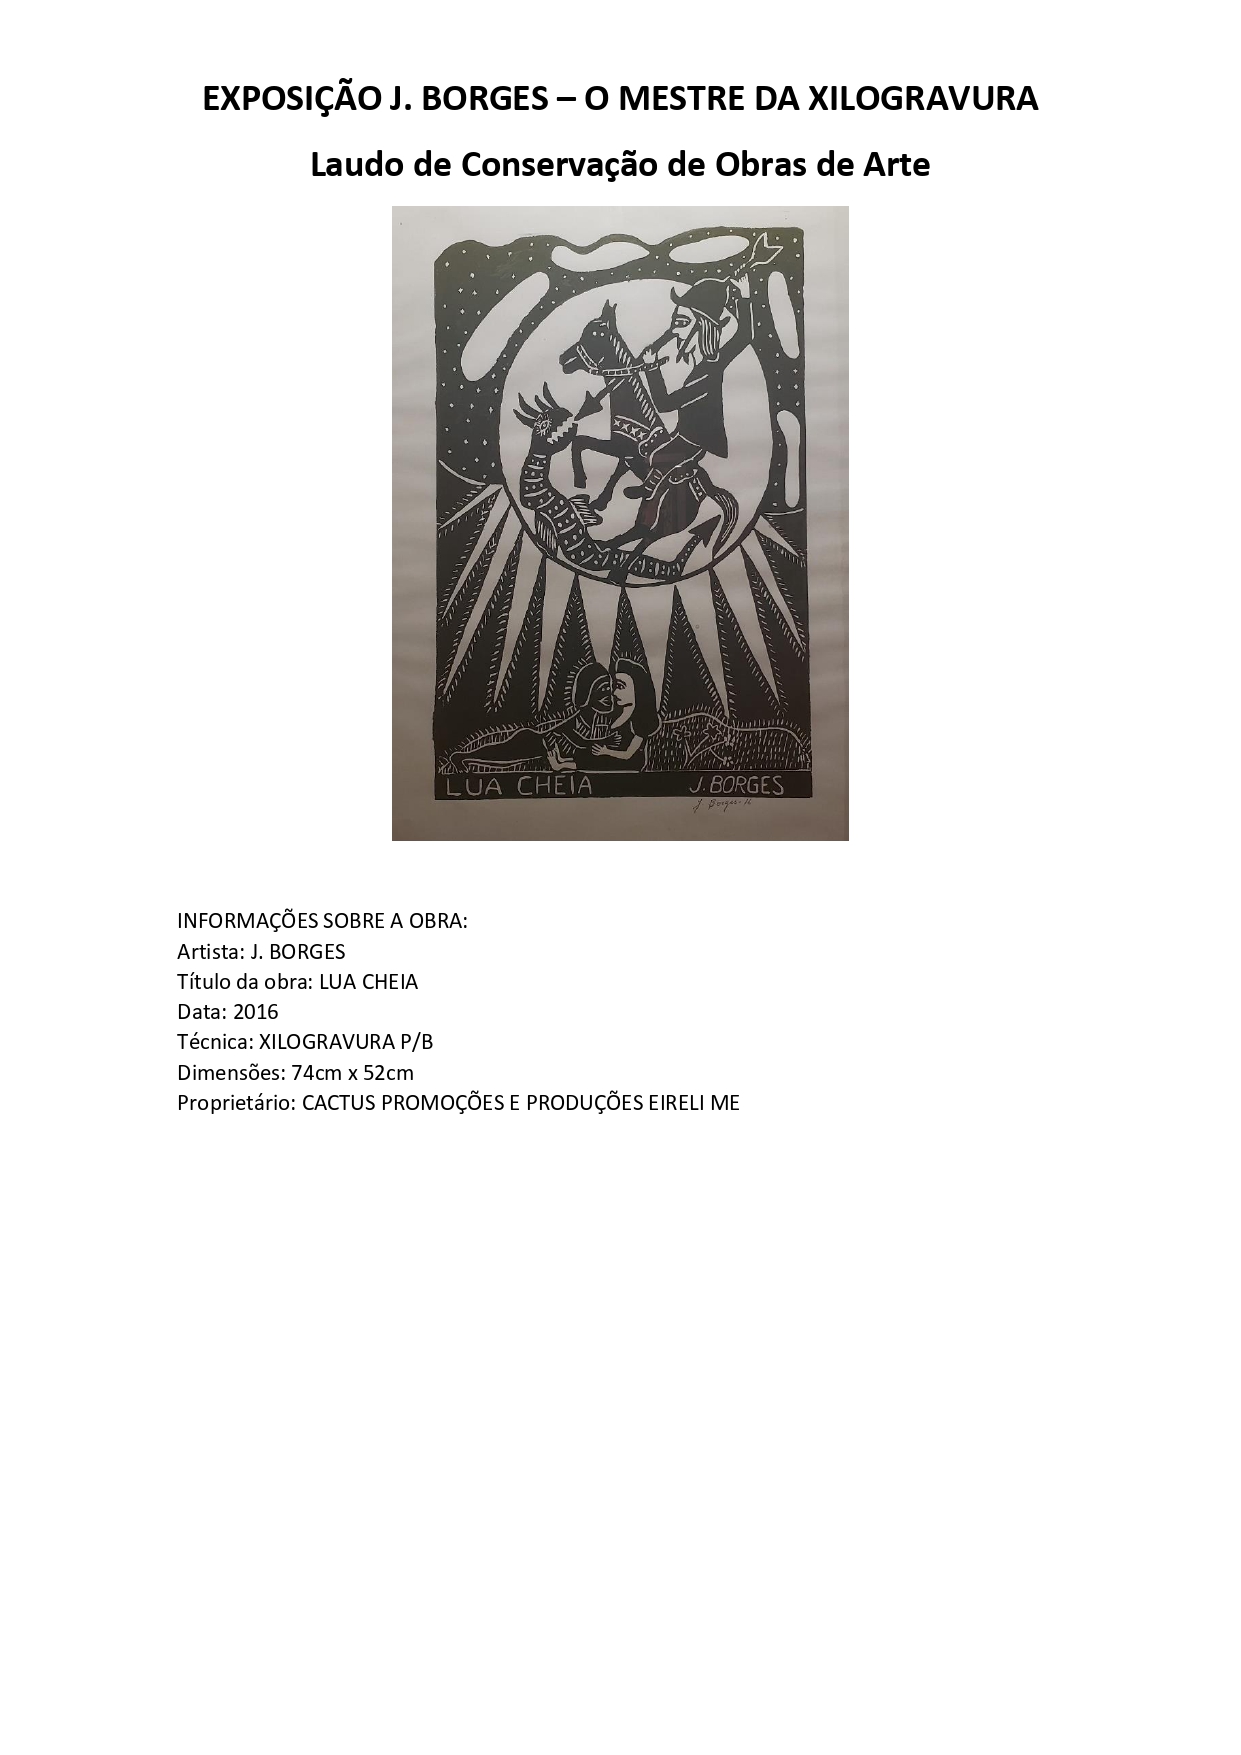 EXPOSIÇÃO J. BORGES – O MESTRE DA XILOGRAVURA
Laudo de Conservação de Obras de Arte
LUA CHEIA J. BORGES
J Borges-16
INFORMAÇÕES SOBRE A OBRA:
Artista: J. BORGES
Título da obra: LUA CHEIA
Data: 2016
Técnica: XILOGRAVURA P/B
Dimensões: 74cm x 52cm
Proprietário: CACTUS PROMOÇÕES E PRODUÇÕES EIRELI ME